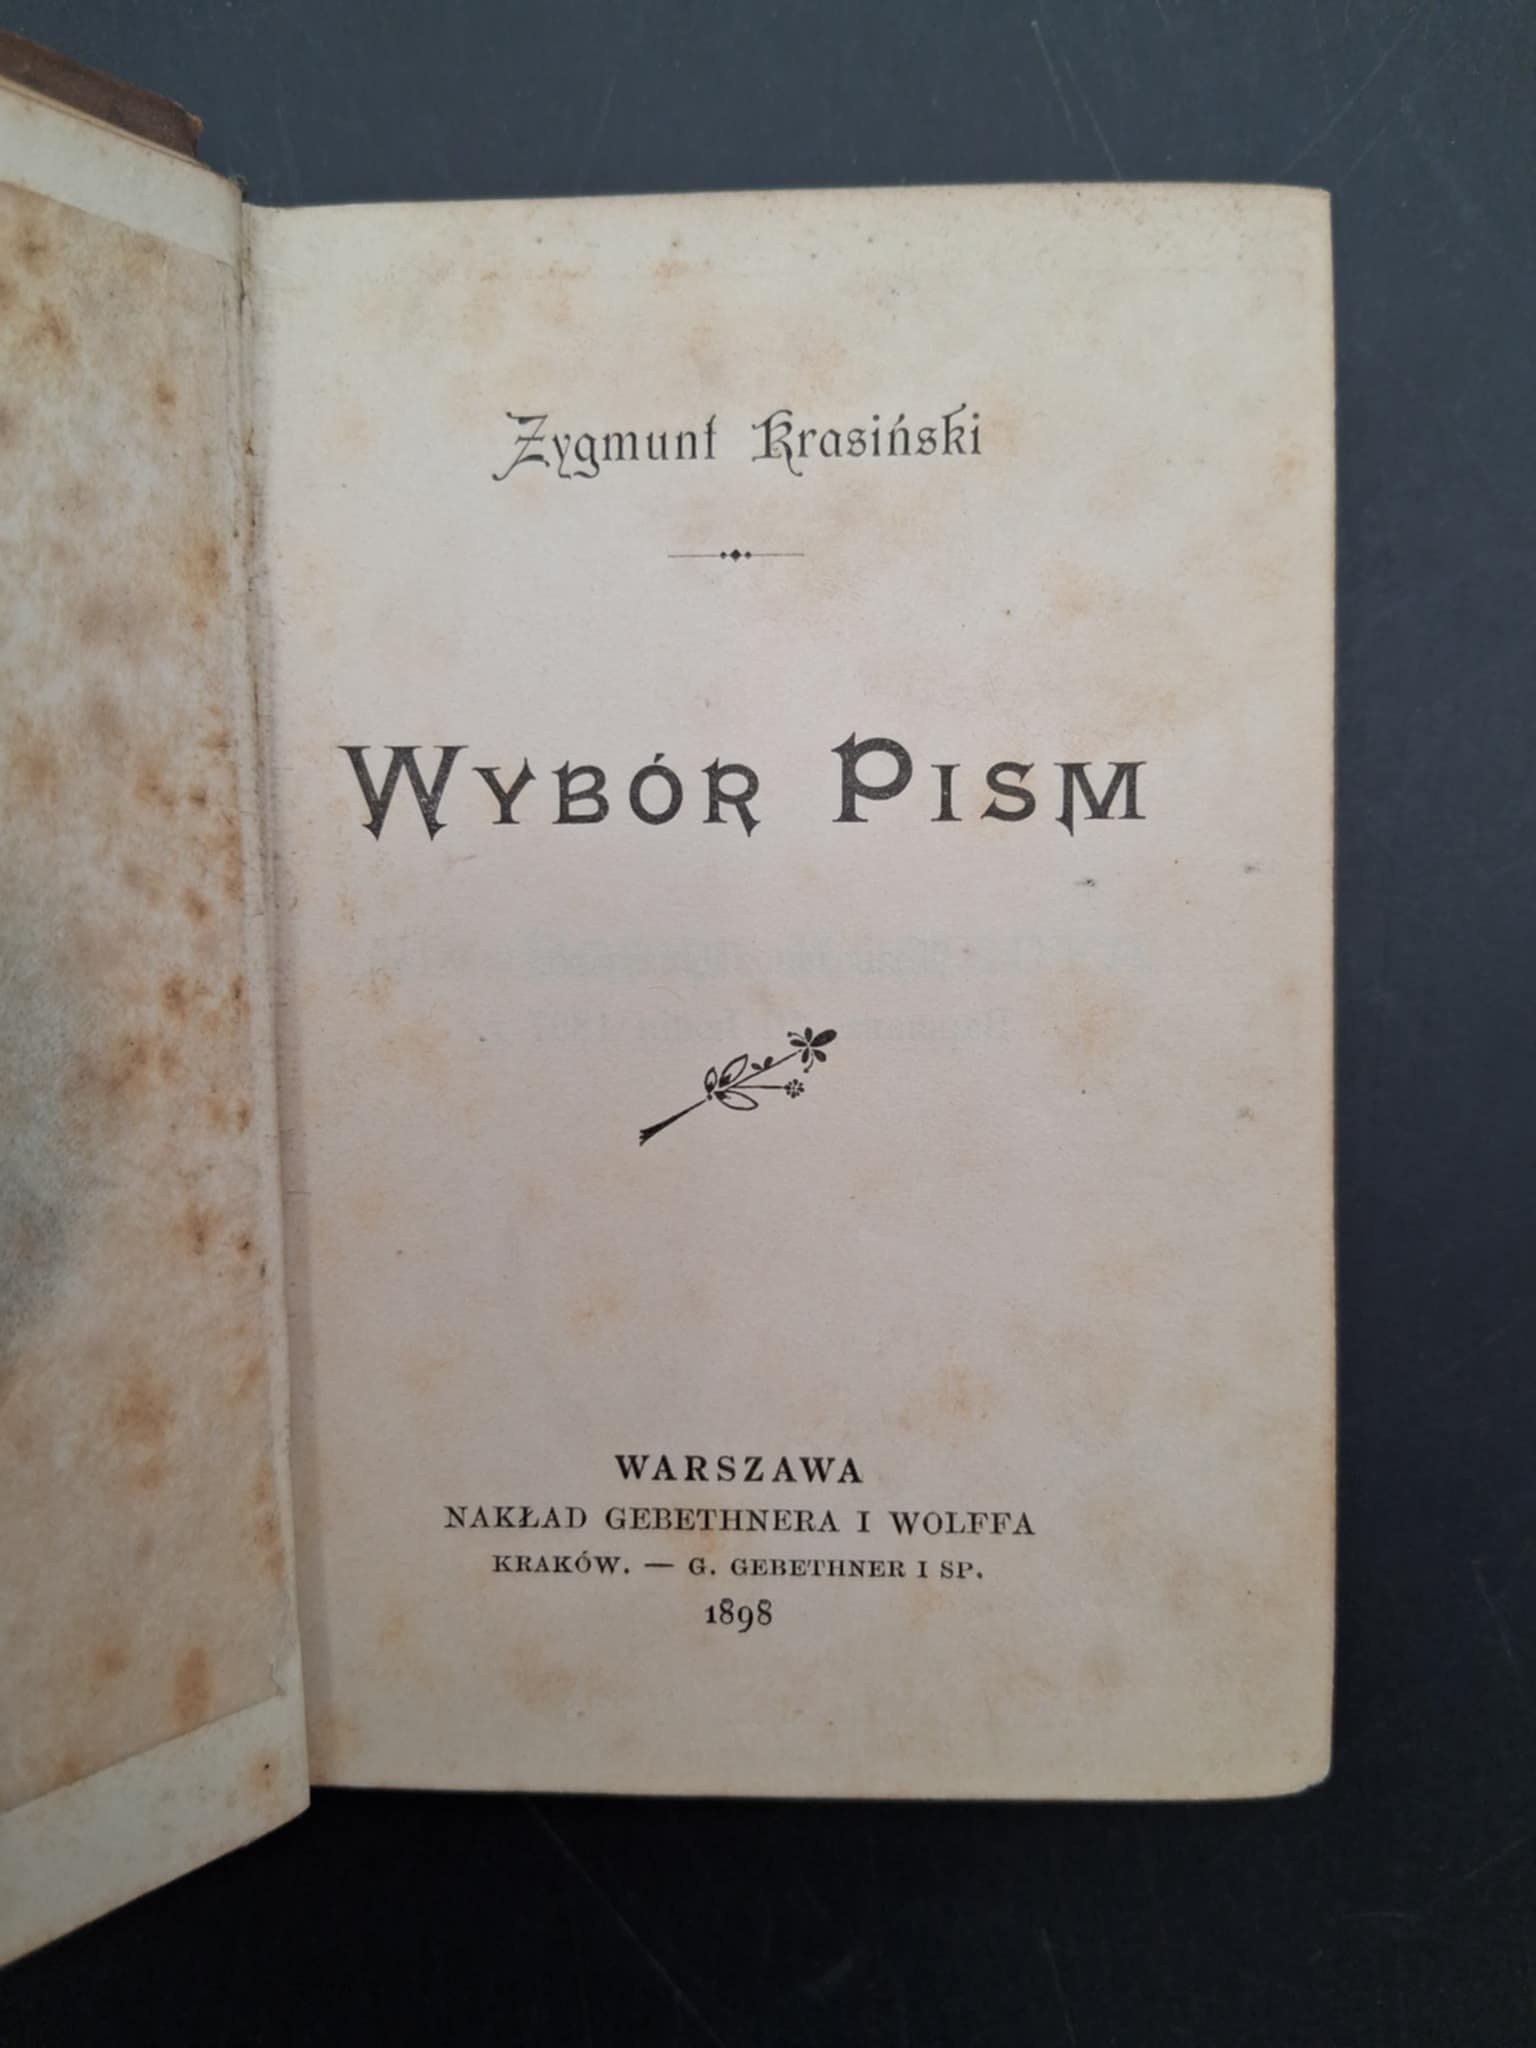 Zygmunt Krasiński
WYBÓR PISM
WARSZAWA
NAKŁAD GEBETHNERA I WOLFFA
KRAKÓW. — G. GEBETHNER I SP.
1898